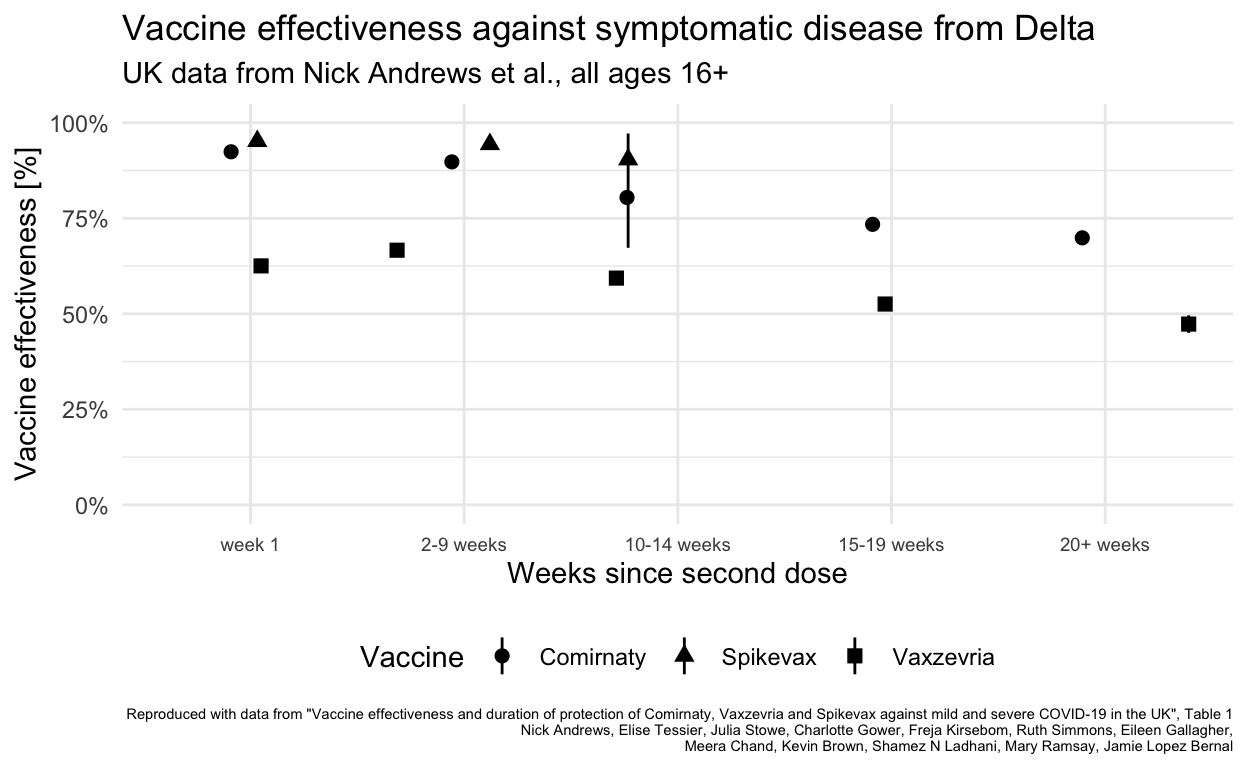 Vaccine effectiveness against symptomatic disease from Delta
UK data from Nick Andrews et al., all ages 16+
Vaccine effectiveness [%]
100%
75%
50%
25%
0%
week 1 2-9 weeks 10-14 weeks 15-19 weeks 20+ weeks
Weeks since second dose
Vaccine Comirnaty Spikevax Vaxzevria
Reproduced with data from "Vaccine effectiveness and duration of protection of Comirnaty, Vaxzevria and Spikevax against mild and severe COVID-19 in the UK", Table 1
Nick Andrews, Elise Tessier, Julia Stowe, Charlotte Gower, Freja Kirsebom, Ruth Simmons, Eileen Gallagher,
Meera Chand, Kevin Brown, Shamez N Ladhani, Mary Ramsay, Jamie Lopez Bernal